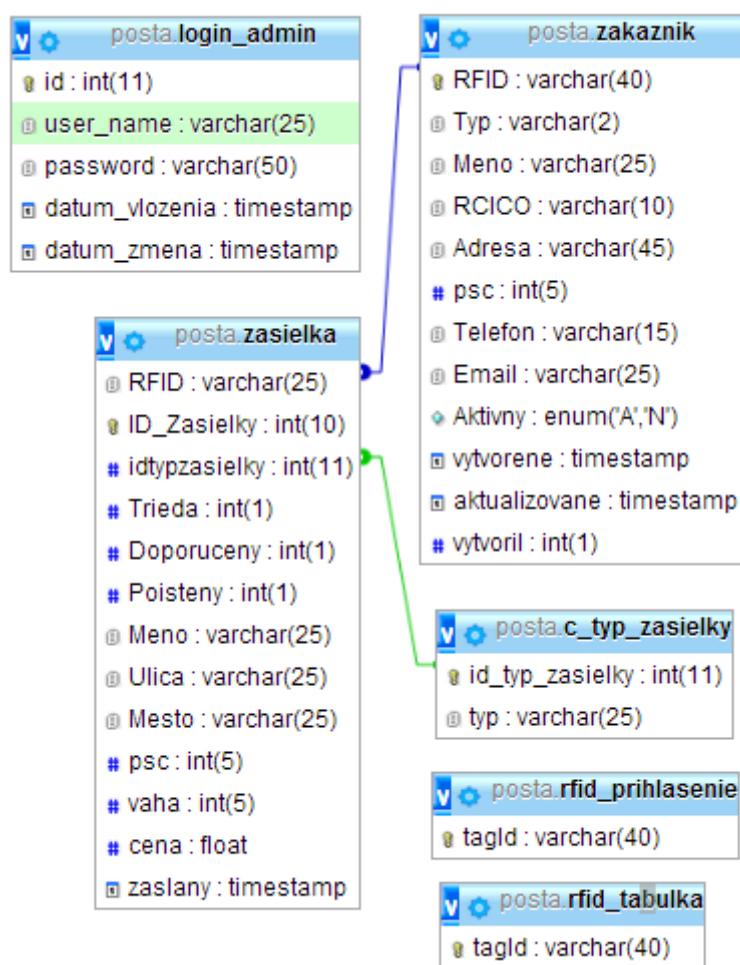 posta.login_admin
id : int(11)
user_name : varchar(25)
password : varchar(50)
datum_vlozenia : timestamp
datum_zmena : timestamp
posta.zakaznik
RFID : varchar(40)
Typ : varchar(2)
Meno : varchar(25)
RCICO : varchar(10)
Adresa : varchar(45)
# psc : int(5)
Telefon : varchar(15)
Email : varchar(25)
Aktivny : enum('A','N')
vytvorene : timestamp
aktualizovane : timestamp
# vytvoril : int(1)
posta.zasielka
RFID : varchar(25)
ID_Zasielky : int(10)
# idtypzasielky : int(11)
# Trieda : int(1)
# Doporuceny : int(1)
# Poisteny : int(1)
Meno : varchar(25)
Ulica : varchar(25)
Mesto : varchar(25)
# psc : int(5)
# vaha : int(5)
# cena : float
zaslany : timestamp
posta.c_typ_zasielky
id_typ_zasielky : int(11)
typ : varchar(25)
posta.rfid_prihlasenie
tagId : varchar(40)
posta.rfid_tabulka
tagId : varchar(40)